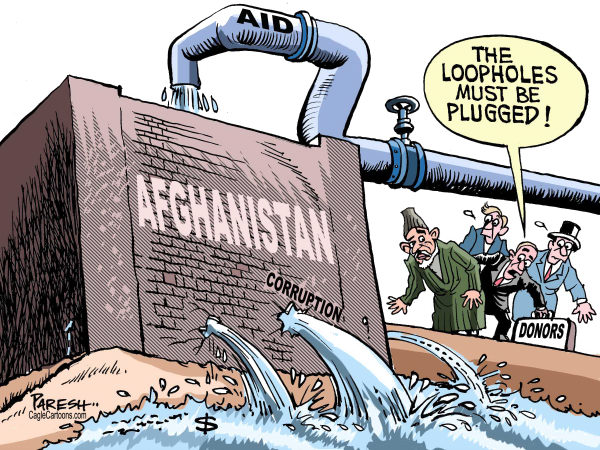 AID
THE
LOOPHOLES
MUST BE
PLUGGED!
AFGHANISTAN
CORRUPTION
DONORS
PARESH...
CagleCartoons.com
$